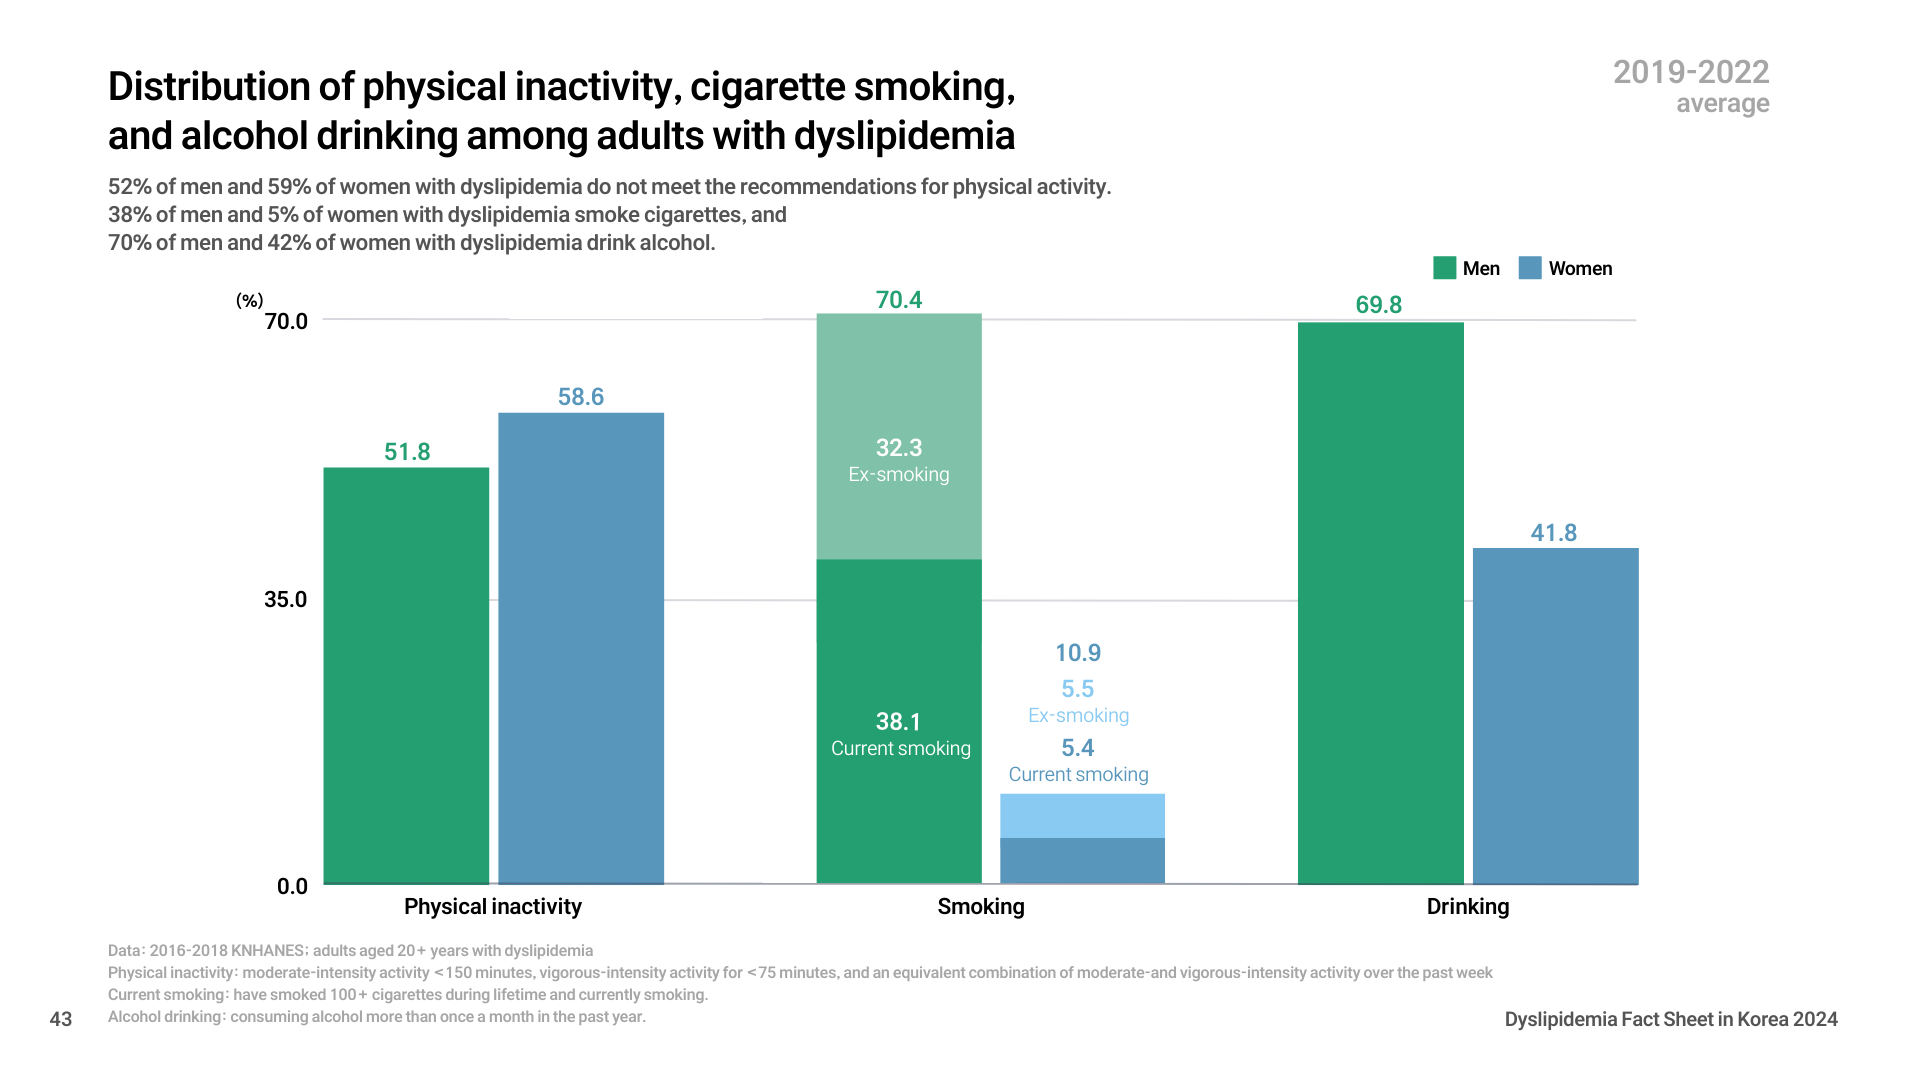 Distribution of physical inactivity, cigarette smoking,
and alcohol drinking among adults with dyslipidemia
2019-2022
average
52% of men and 59% of women with dyslipidemia do not meet the recommendations for physical activity.
38% of men and 5% of women with dyslipidemia smoke cigarettes, and
70% of men and 42% of women with dyslipidemia drink alcohol.
Men
Women
(%)
70.0
35.0
0.0
51.8
58.6
70.4
32.3
Ex-smoking
38.1
Current smoking
10.9
5.5
Ex-smoking
5.4
Current smoking
69.8
41.8
Physical inactivity
Smoking
Drinking
Data: 2016-2018 KNHANES; adults aged 20+ years with dyslipidemia
Physical inactivity: moderate-intensity activity <150 minutes, vigorous-intensity activity for <75 minutes, and an equivalent combination of moderate-and vigorous-intensity activity over the past week
Current smoking: have smoked 100+ cigarettes during lifetime and currently smoking.
Alcohol drinking: consuming alcohol more than once a month in the past year.
43
Dyslipidemia Fact Sheet in Korea 2024